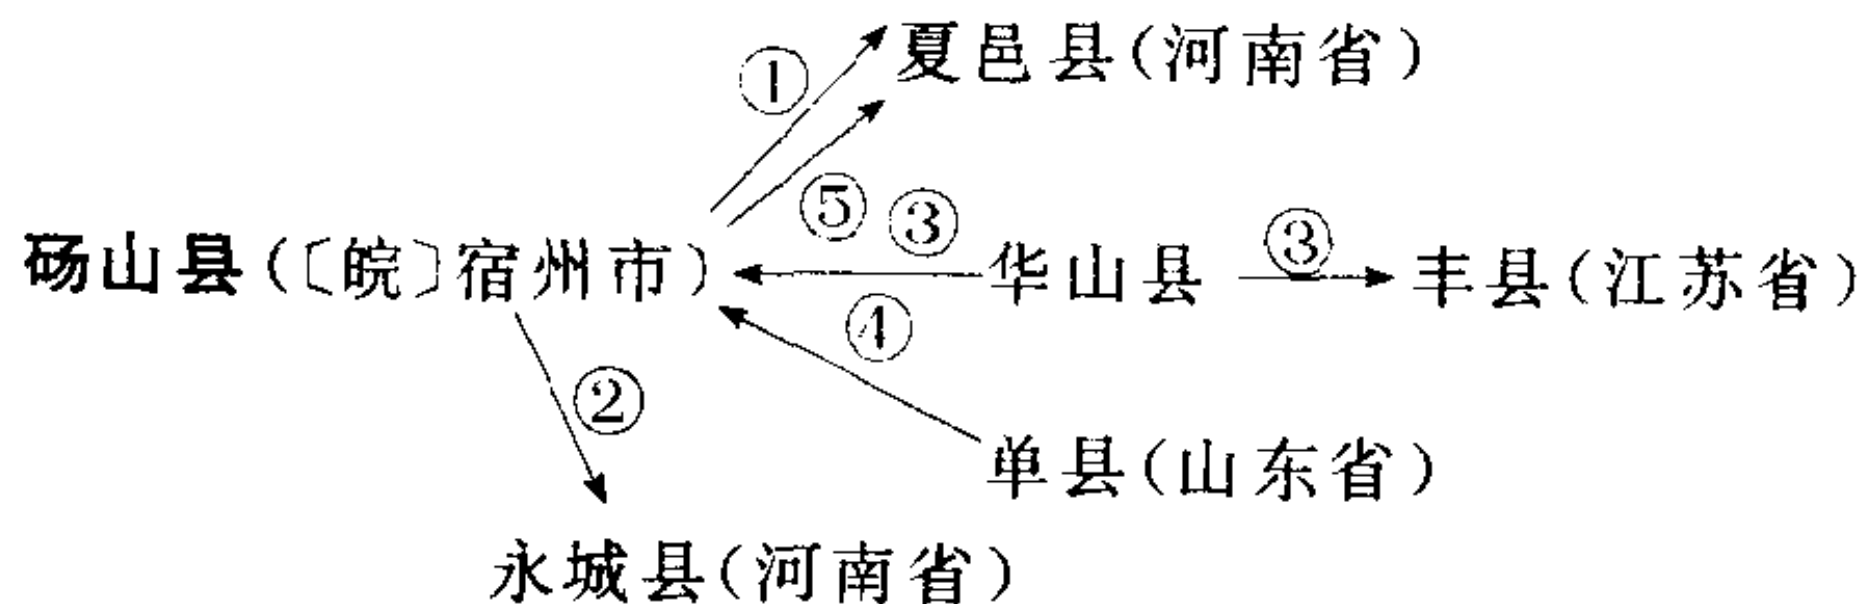 ① 夏邑县(河南省)
⑤ ③
砀山县(〔皖〕宿州市) 华山县 ③ 丰县(江苏省)
④
② 单县(山东省)
永城县(河南省)